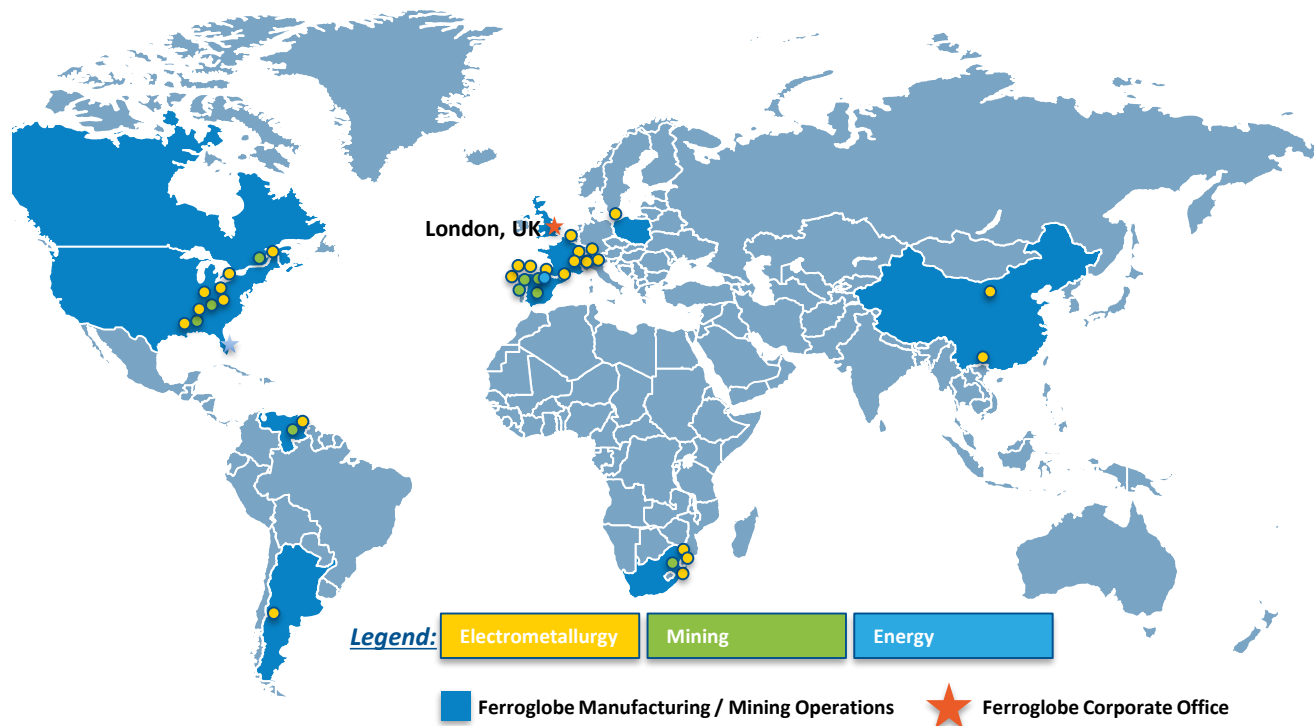 London, UK
Legend:
Electrometallurgy
Mining
Energy
Ferroglobe Manufacturing / Mining Operations
Ferroglobe Corporate Office